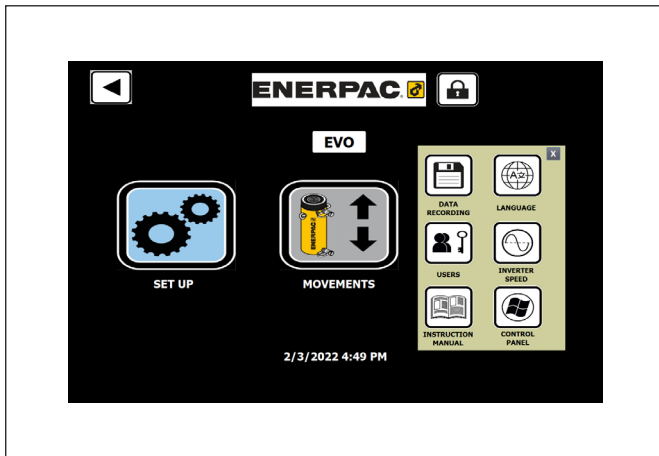 ENERPAC.
EVO
X
DATA
RECORDING
LANGUAGE
USERS
INVERTER
SPEED
INSTRUCTION
MANUAL
CONTROL
PANEL
ENERPAC
SET UP
MOVEMENTS
2/3/2022 4:49 PM